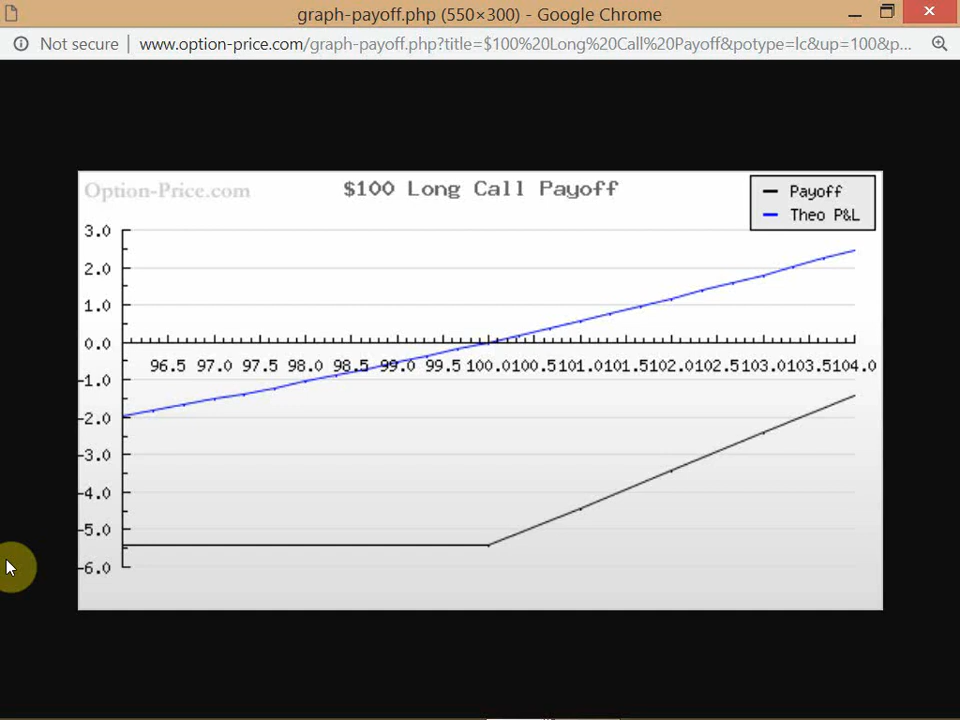 graph-payoff.php (550×300) - Google Chrome
Not secure | www.option-price.com/graph-payoff.php?title=$100%20Long%20Call%20Payoff&potype=lc&up=100&p...
Option-Price.com
$100 Long Call Payoff
Payoff
Theo P&L
3.0
2.0
1.0
0.0
96.5 97.0 97.5 98.0 98.5 99.0 99.5 100.0100.5101.0101.5102.0102.5103.0103.5104.0
-1.0
-2.0
-3.0
-4.0
-5.0
-6.0